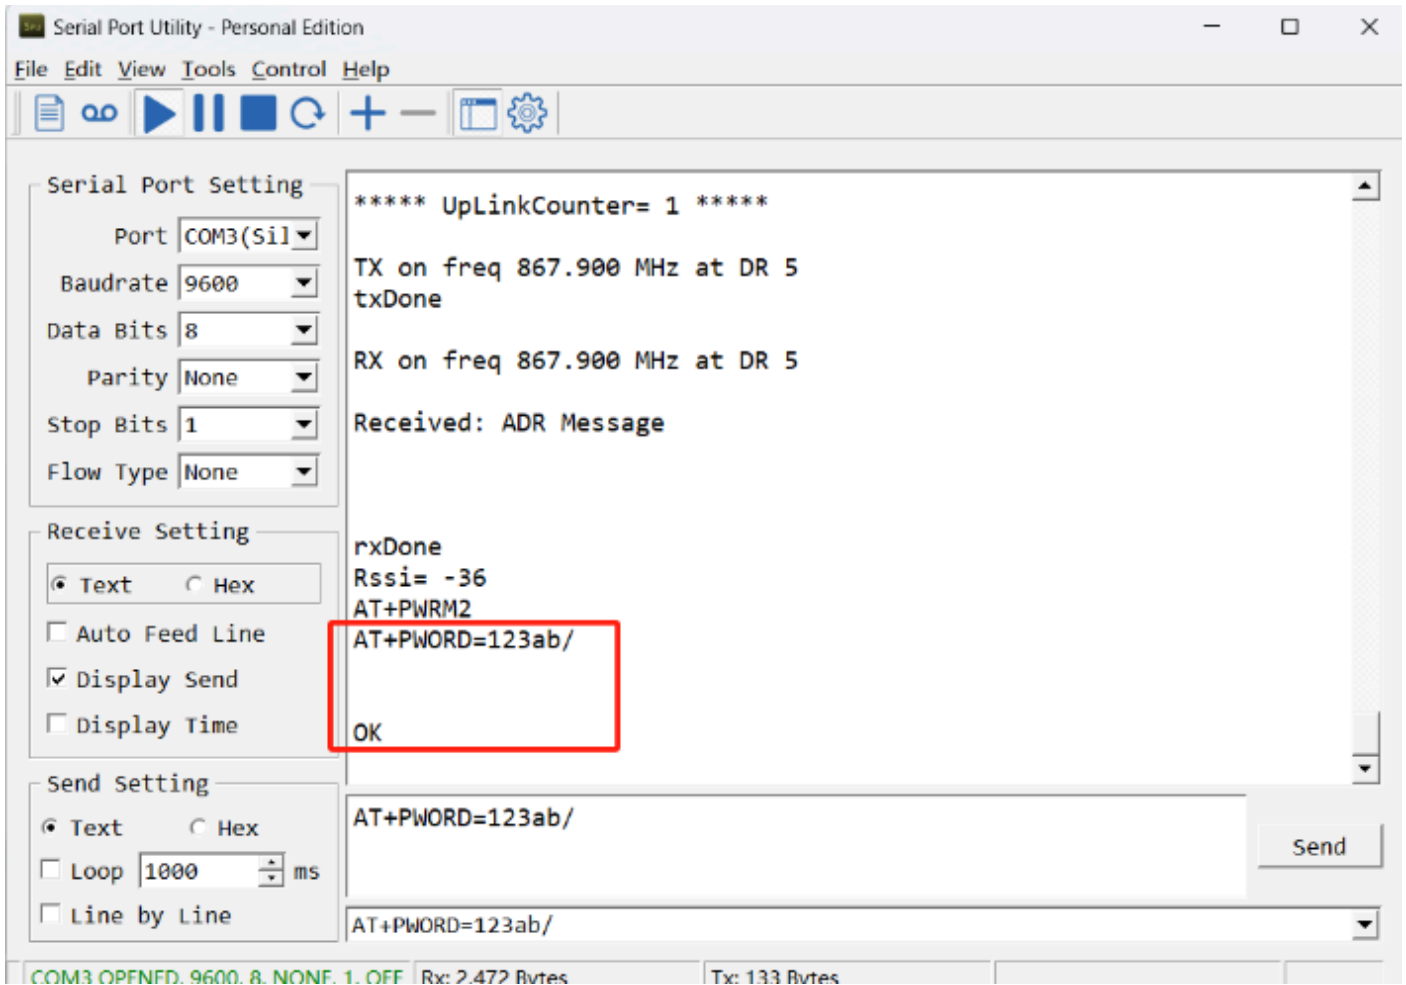 Serial Port Utility - Personal Edition
File Edit View Tools Control Help
Serial Port Setting
Port COM3(Sil
Baudrate 9600
Data Bits 8
Parity None
Stop Bits 1
Flow Type None
Receive Setting
Text Hex
Auto Feed Line
Display Send
Display Time
Send Setting
Text Hex
Loop 1000 ms
Line by Line
***** UpLinkCounter= 1 *****
TX on freq 867.900 MHz at DR 5
txDone
RX on freq 867.900 MHz at DR 5
Received: ADR Message
rxDone
Rssi= -36
AT+PWRM2
AT+PWORD=123ab/
OK
AT+PWORD=123ab/
Send
AT+PWORD=123ab/
COM3 OPENED, 9600, 8, NONE, 1, OFF Rx: 2,472 Bytes Tx: 133 Bytes